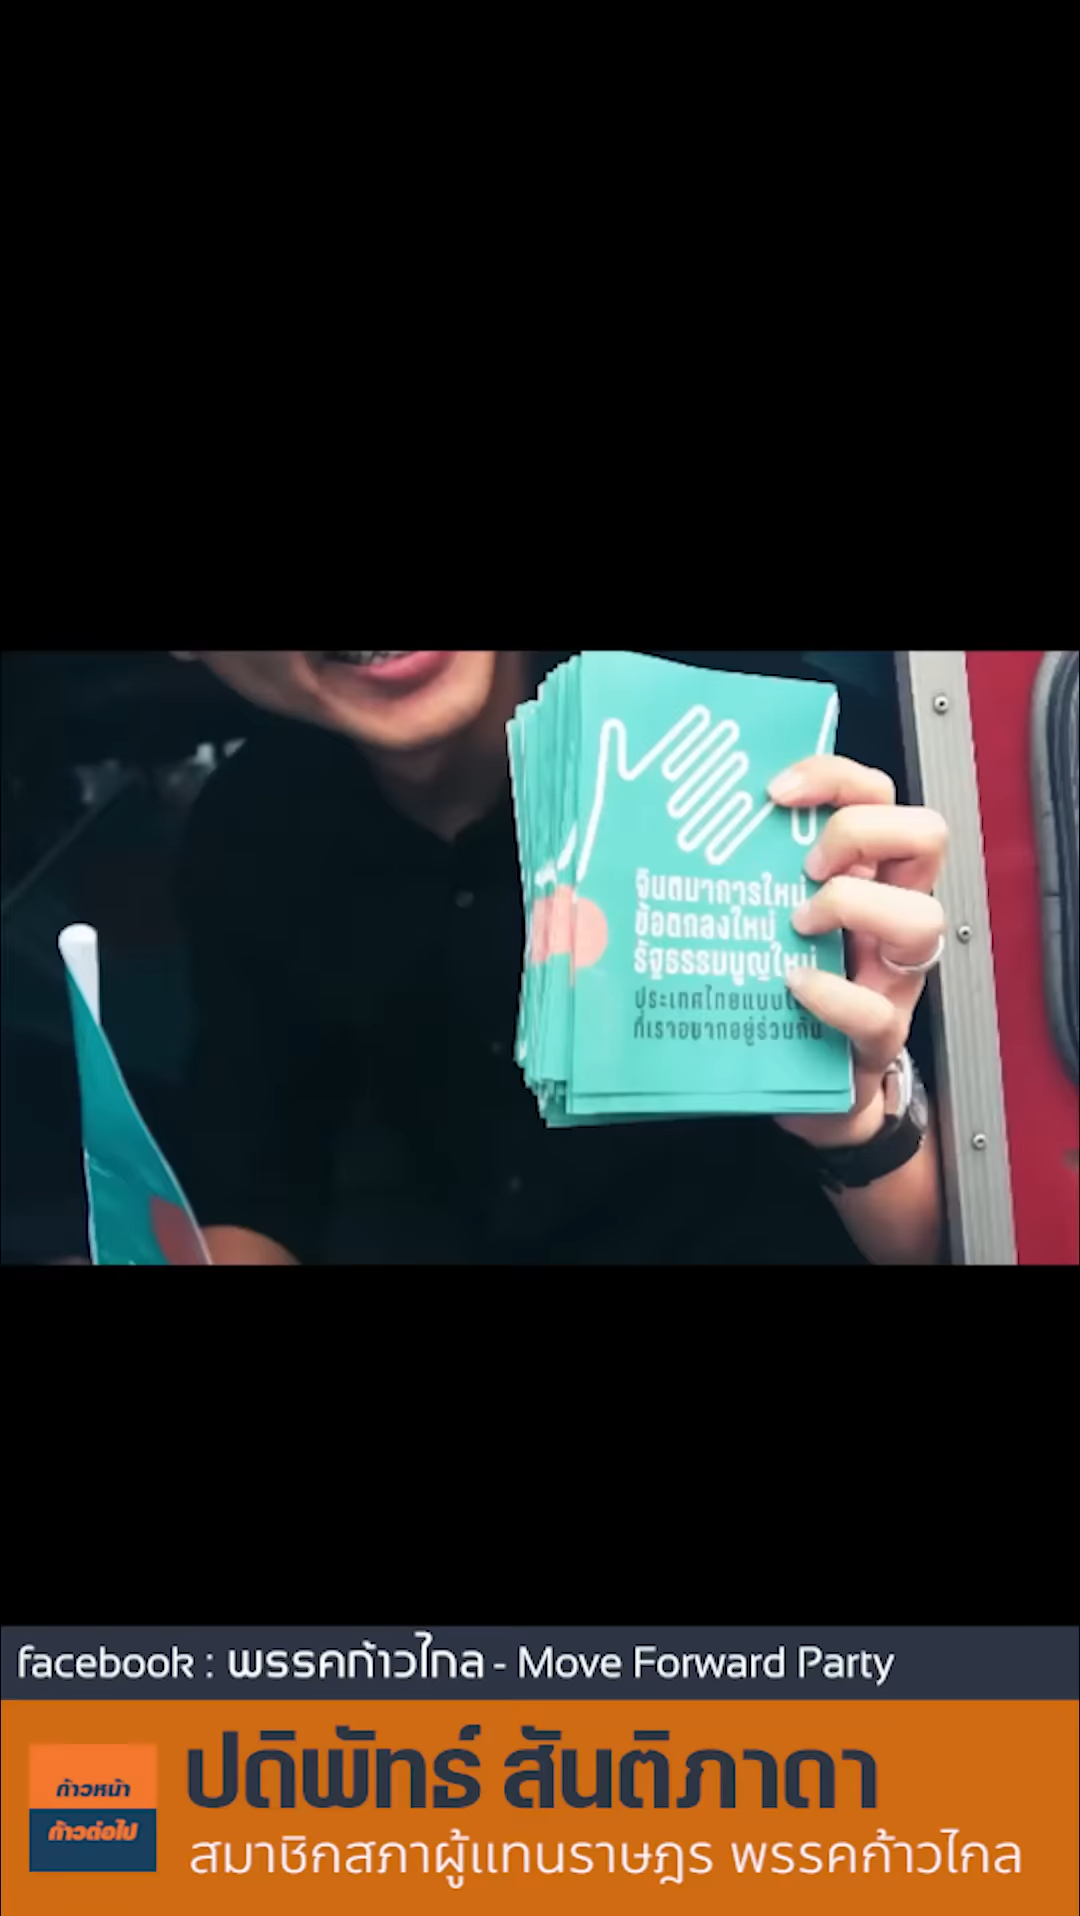 จินตนาการใหม่
ข้อตกลงใหม่
รัฐธรรมนูญใหม่
ประเทศไทยแบบ
ที่เราอยากอยู่ร่วมกัน
facebook : พรรคก้าวไกล - Move Forward Party
ก้าวหน้า
ก้าวต่อไป
ปดิพัทธ์ สันติภาดา
สมาชิกสภาผู้แทนราษฎร พรรคก้าวไกล